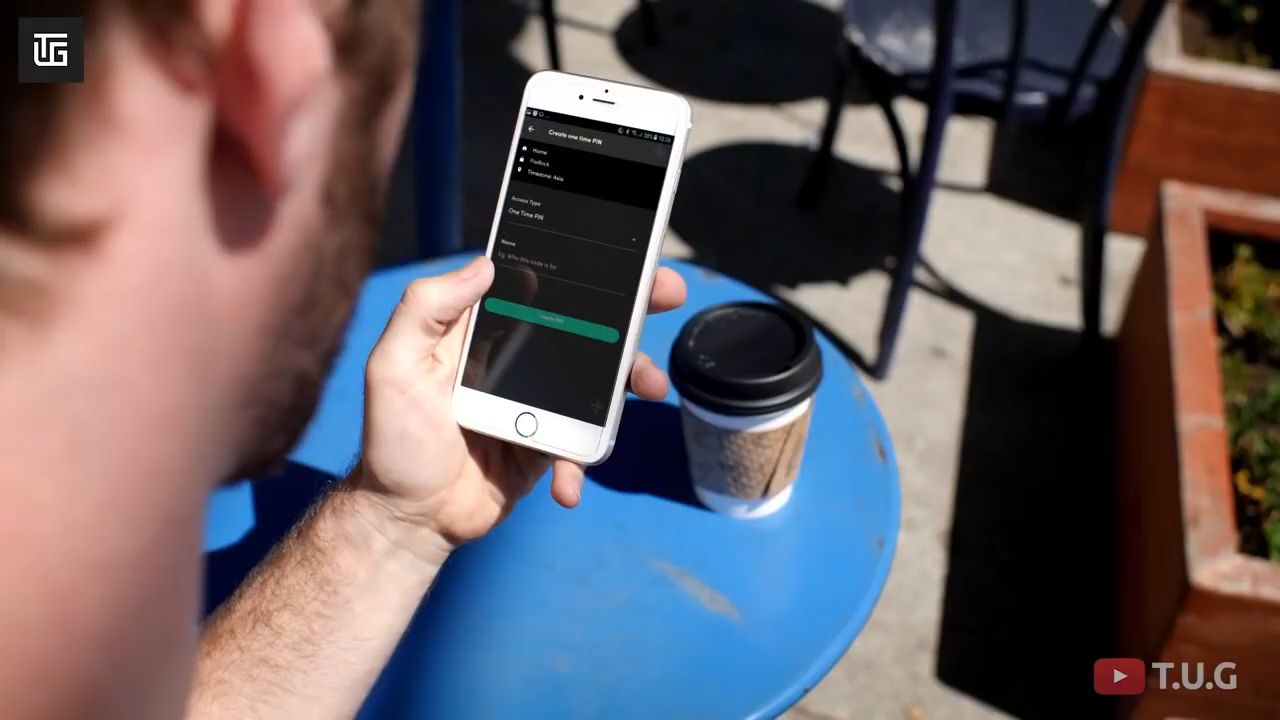 TUG
Create one time PIN
Home
Padlock
Timezone: Asia
Access Type
One Time PIN
Name
Eg. Who this code is for
T.U.G